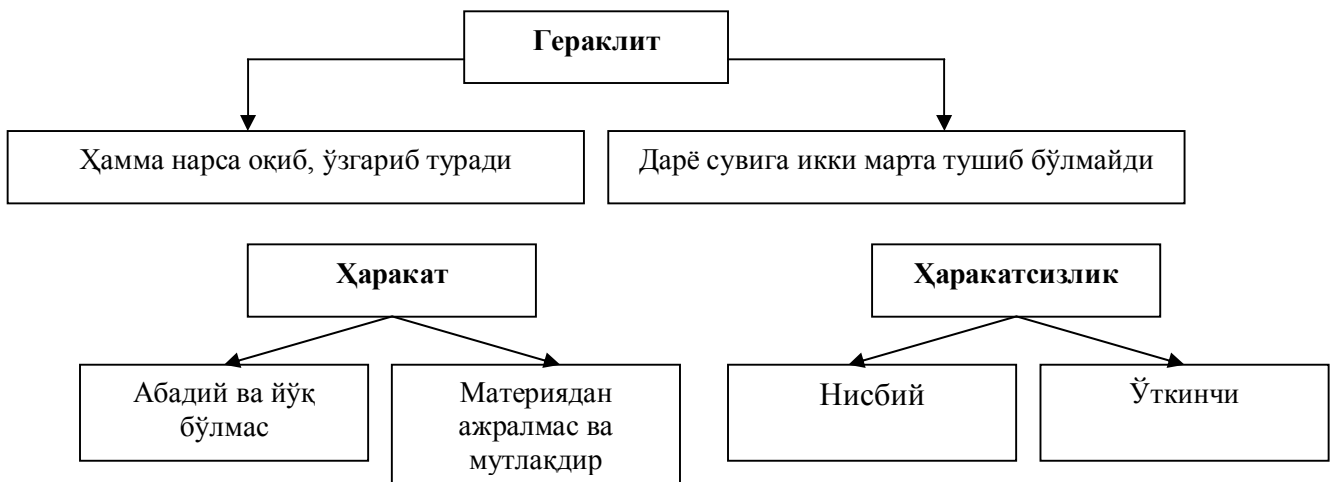 Гераклит
Ҳамма нарса оқиб, ўзгариб туради
Дарё сувига икки марта тушиб бўлмайди
Ҳаракат
Ҳаракатсизлик
Абадий ва йўқ
бўлмас
Материядан
ажралмас ва
мутлақдир
Нисбий
Ўткинчи